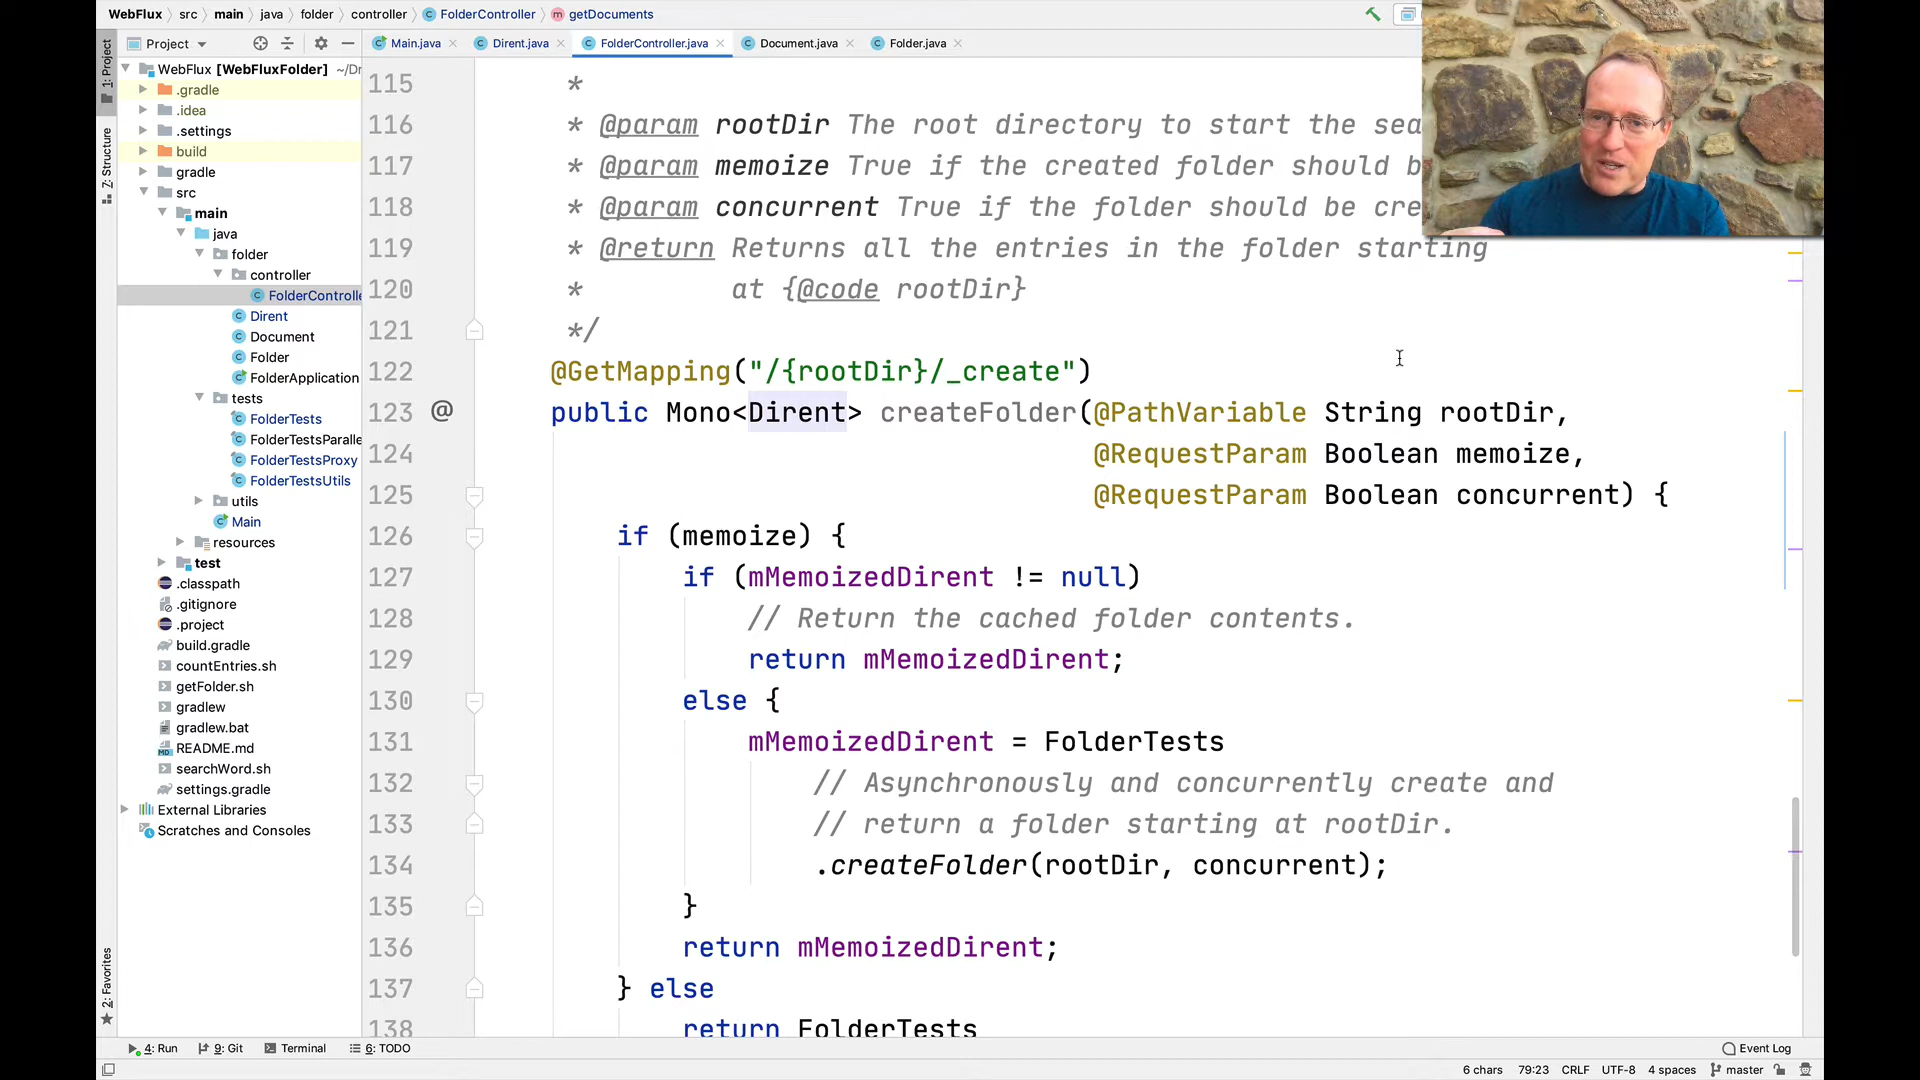 WebFlux src main java folder controller FolderController getDocuments
Project
Main.java Dirent.java FolderController.java Document.java Folder.java
1: Project
Z: Structure
2: Favorites
WebFlux [WebFluxFolder] ~/Dr
.gradle
.idea
.settings
build
gradle
src
main
java
folder
controller
FolderControlle
Dirent
Document
Folder
FolderApplication
tests
FolderTests
FolderTestsParalle
FolderTestsProxy
FolderTestsUtils
utils
Main
resources
test
.classpath
.gitignore
.project
build.gradle
countEntries.sh
getFolder.sh
gradlew
gradlew.bat
README.md
searchWord.sh
settings.gradle
External Libraries
Scratches and Consoles
115 *
116 * @param rootDir The root directory to start the sea
117 * @param memoize True if the created folder should b
118 * @param concurrent True if the folder should be cre
119 * @return Returns all the entries in the folder starting
120 * at {@code rootDir}
121 */
122 @GetMapping("/{rootDir}/_create")
123 @ public Mono<Dirent> createFolder(@PathVariable String rootDir,
124 @RequestParam Boolean memoize,
125 @RequestParam Boolean concurrent) {
126 if (memoize) {
127 if (mMemoizedDirent != null)
128 // Return the cached folder contents.
129 return mMemoizedDirent;
130 else {
131 mMemoizedDirent = FolderTests
132 // Asynchronously and concurrently create and
133 // return a folder starting at rootDir.
134 .createFolder(rootDir, concurrent);
135 }
136 return mMemoizedDirent;
137 } else
138 return FolderTests
4: Run 9: Git Terminal 6: TODO Event Log
6 chars 79:23 CRLF UTF-8 4 spaces master